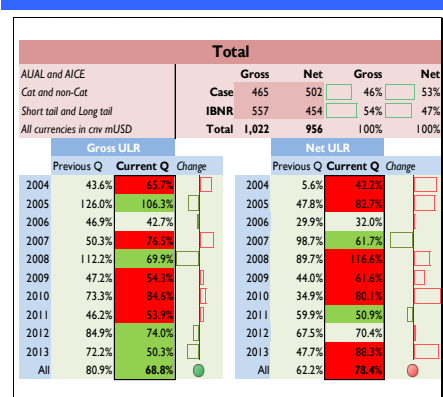 Total
AUAL and AICE Gross Net Gross Net
Cat and non-Cat Case 465 502 46% 53%
Short tail and Long tail IBNR 557 454 54% 47%
All currencies in cnv mUSD Total 1,022 956 100% 100%
Gross ULR Net ULR
Previous Q Current Q Change Previous Q Current Q Change
2004 43.6% 65.7% 2004 5.6% 42.2%
2005 126.0% 106.3% 2005 47.8% 82.7%
2006 46.9% 42.7% 2006 29.9% 32.0%
2007 50.3% 76.5% 2007 98.7% 61.7%
2008 112.2% 69.9% 2008 89.7% 116.6%
2009 47.2% 54.3% 2009 44.0% 61.6%
2010 73.3% 84.6% 2010 34.9% 80.1%
2011 46.2% 53.9% 2011 59.9% 50.9%
2012 84.9% 74.0% 2012 67.5% 70.4%
2013 72.2% 50.3% 2013 47.7% 88.3%
All 80.9% 68.8% All 62.2% 78.4%